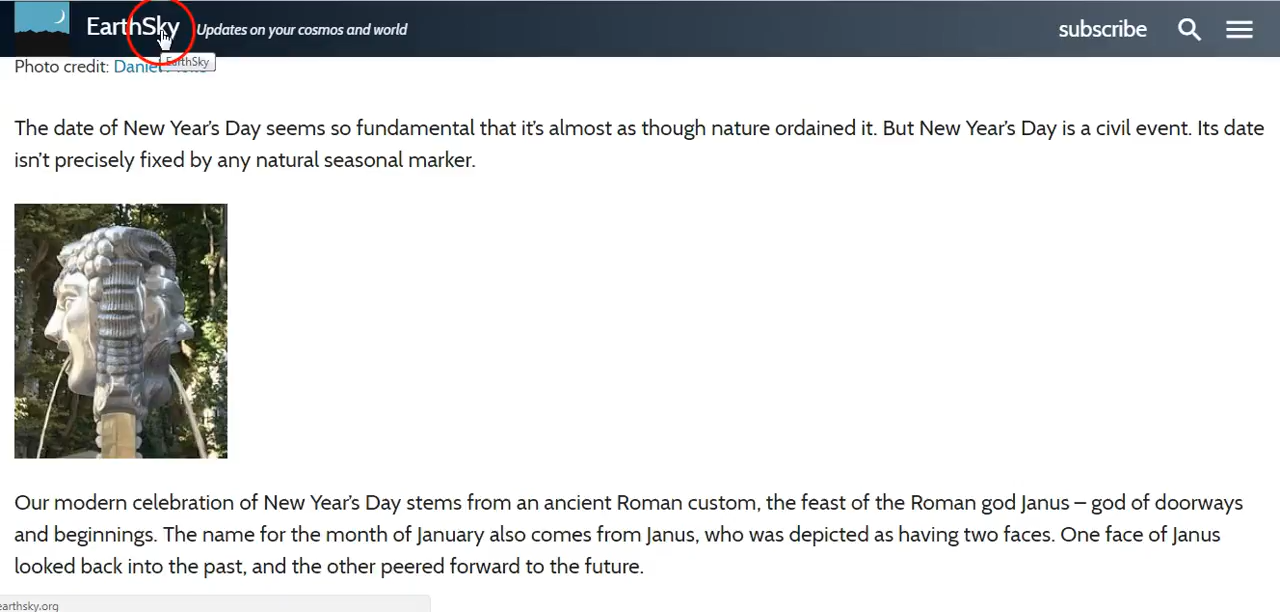 EarthSky Updates on your cosmos and world subscribe
EarthSky
Photo credit:
The date of New Year's Day seems so fundamental that it's almost as though nature ordained it. But New Year's Day is a civil event. Its date
isn't precisely fixed by any natural seasonal marker.
Our modern celebration of New Year's Day stems from an ancient Roman custom, the feast of the Roman god Janus – god of doorways
and beginnings. The name for the month of January also comes from Janus, who was depicted as having two faces. One face of Janus
looked back into the past, and the other peered forward to the future.
earthsky.org